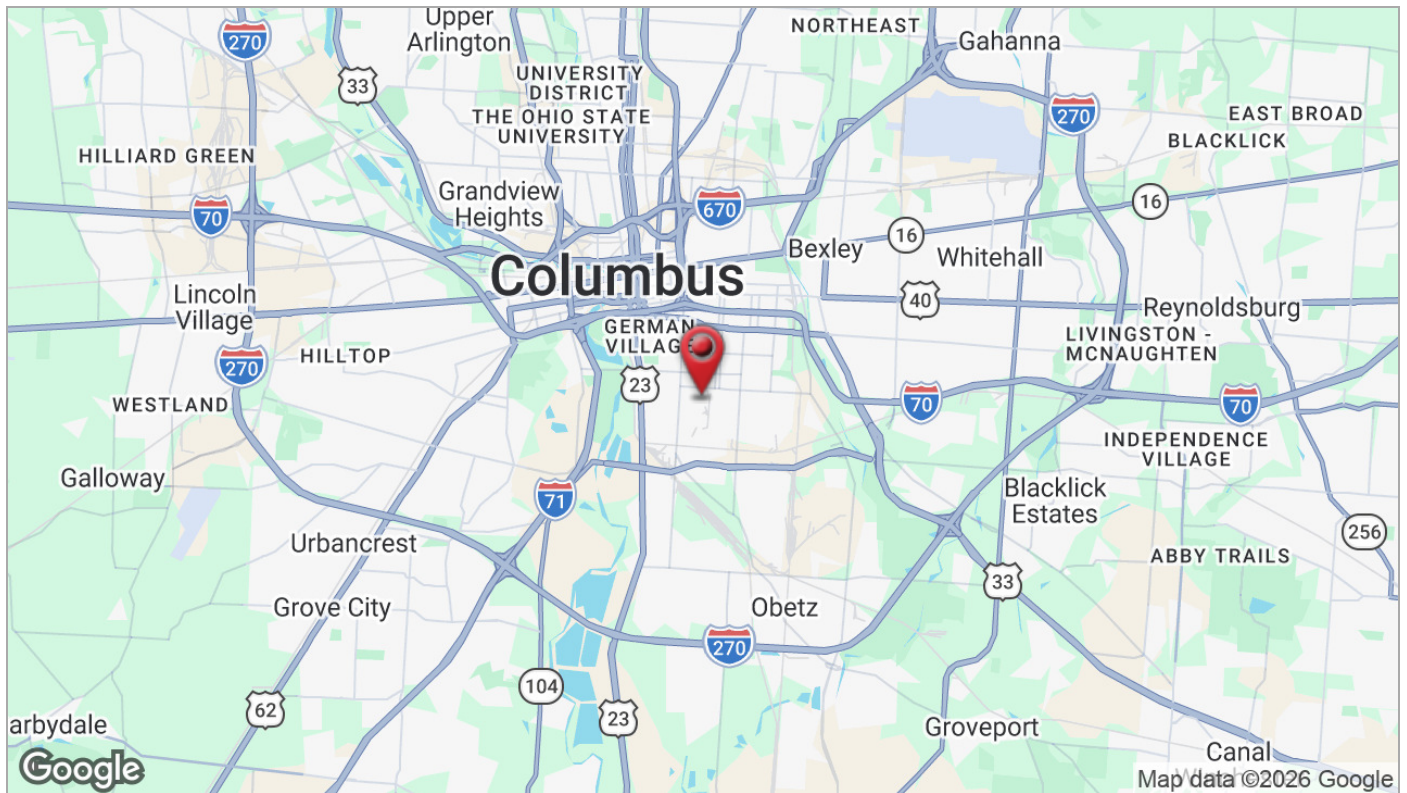 Upper
Arlington
NORTHEAST
Gahanna
270
33
UNIVERSITY
DISTRICT
THE OHIO STATE
UNIVERSITY
270
EAST BROAD
BLACKLICK
HILLIARD GREEN
Grandview
Heights
70
670
16
16
Bexley
Whitehall
Columbus
40
Lincoln
Village
Reynoldsburg
GERMAN
VILLAGE
LIVINGSTON -
MCNAUGHTEN
HILLTOP
270
23
WESTLAND
70
70
INDEPENDENCE
VILLAGE
Galloway
71
Blacklick
Estates
256
Urbancrest
ABBY TRAILS
33
Grove City
Obetz
270
104
62
23
arbydale
Groveport
Canal
Google
Map data ©2026 Google